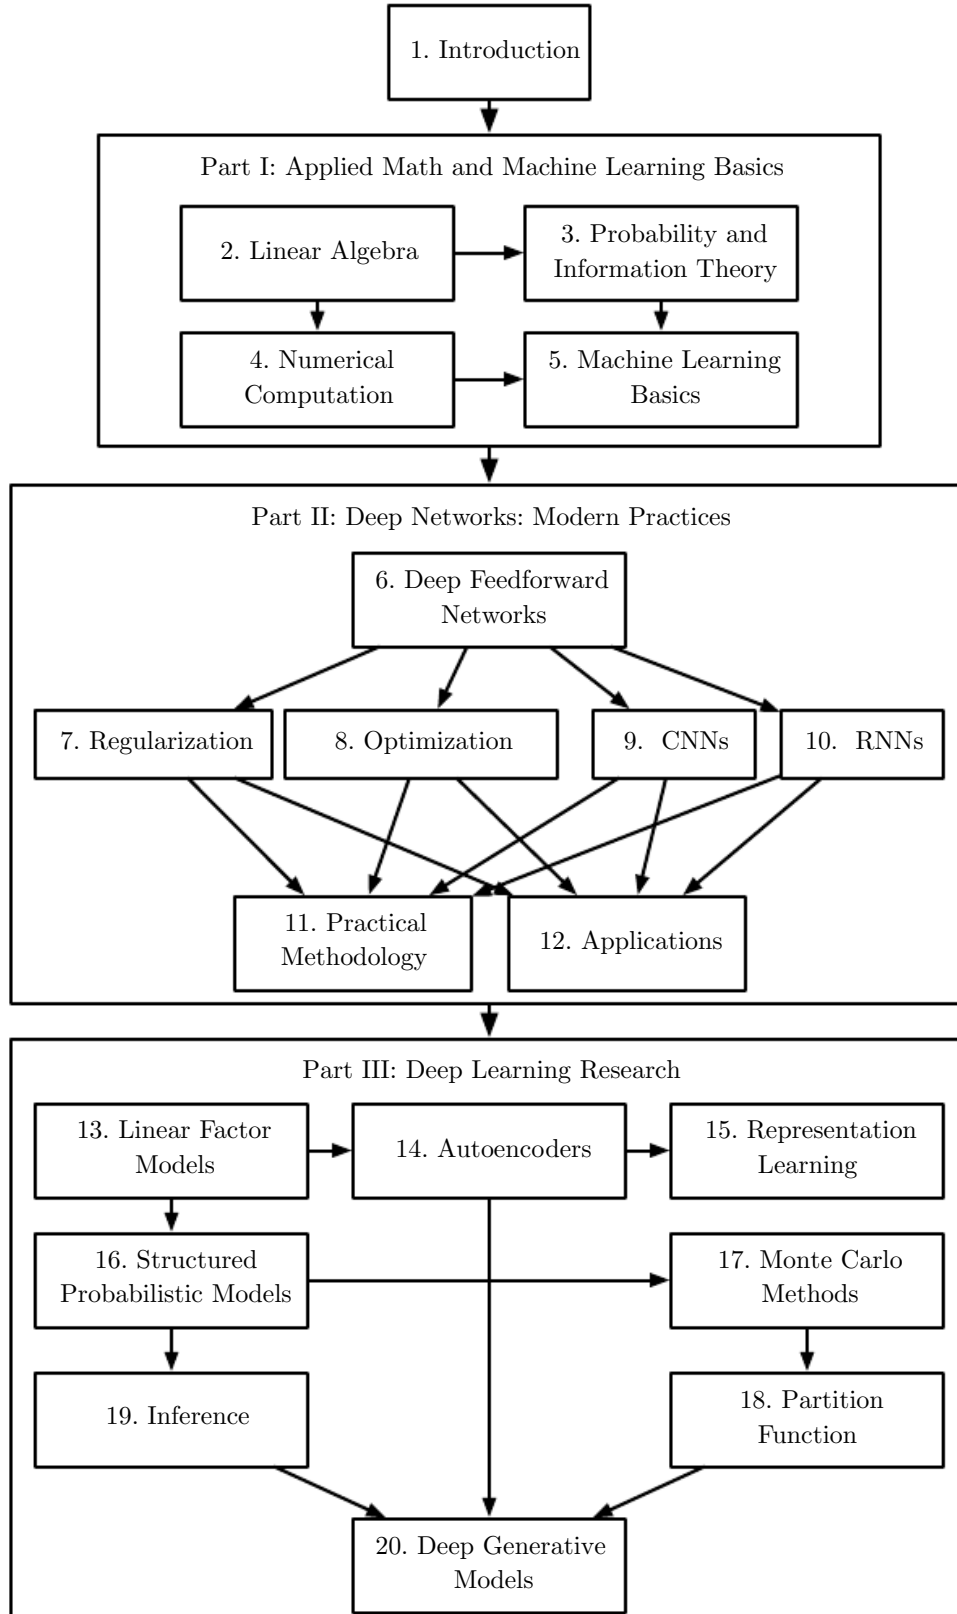 1. Introduction
Part I: Applied Math and Machine Learning Basics
2. Linear Algebra
3. Probability and
Information Theory
4. Numerical
Computation
5. Machine Learning
Basics
Part II: Deep Networks: Modern Practices
6. Deep Feedforward
Networks
7. Regularization
8. Optimization
9. CNNs
10. RNNs
11. Practical
Methodology
12. Applications
Part III: Deep Learning Research
13. Linear Factor
Models
14. Autoencoders
15. Representation
Learning
16. Structured
Probabilistic Models
17. Monte Carlo
Methods
19. Inference
18. Partition
Function
20. Deep Generative
Models